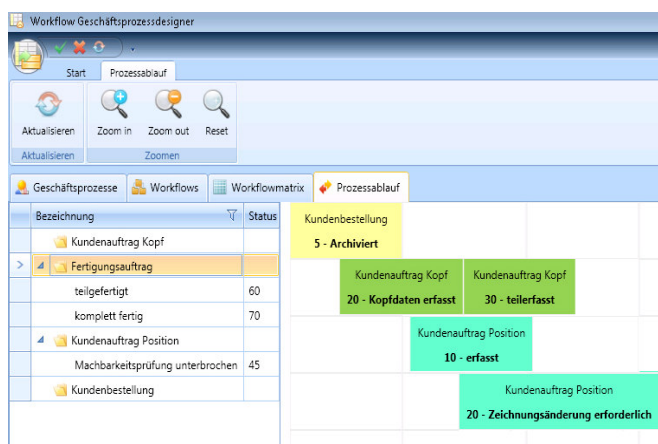 Workflow Geschäftsprozessdesigner
Start Prozessablauf
Aktualisieren Zoom in Zoom out Reset
Aktualisieren Zoomen
Geschäftsprozesse Workflows Workflowmatrix Prozessablauf
Bezeichnung Status
Kundenauftrag Kopf
Fertigungsauftrag
teilgefertigt 60
komplett fertig 70
Kundenauftrag Position
Machbarkeitsprüfung unterbrochen 45
Kundenbestellung
Kundenbestellung
5 - Archiviert
Kundenauftrag Kopf Kundenauftrag Kopf
20 - Kopfdaten erfasst 30 - teilerfasst
Kundenauftrag Position
10 - erfasst
Kundenauftrag Position
20 - Zeichnungsänderung erforderlich